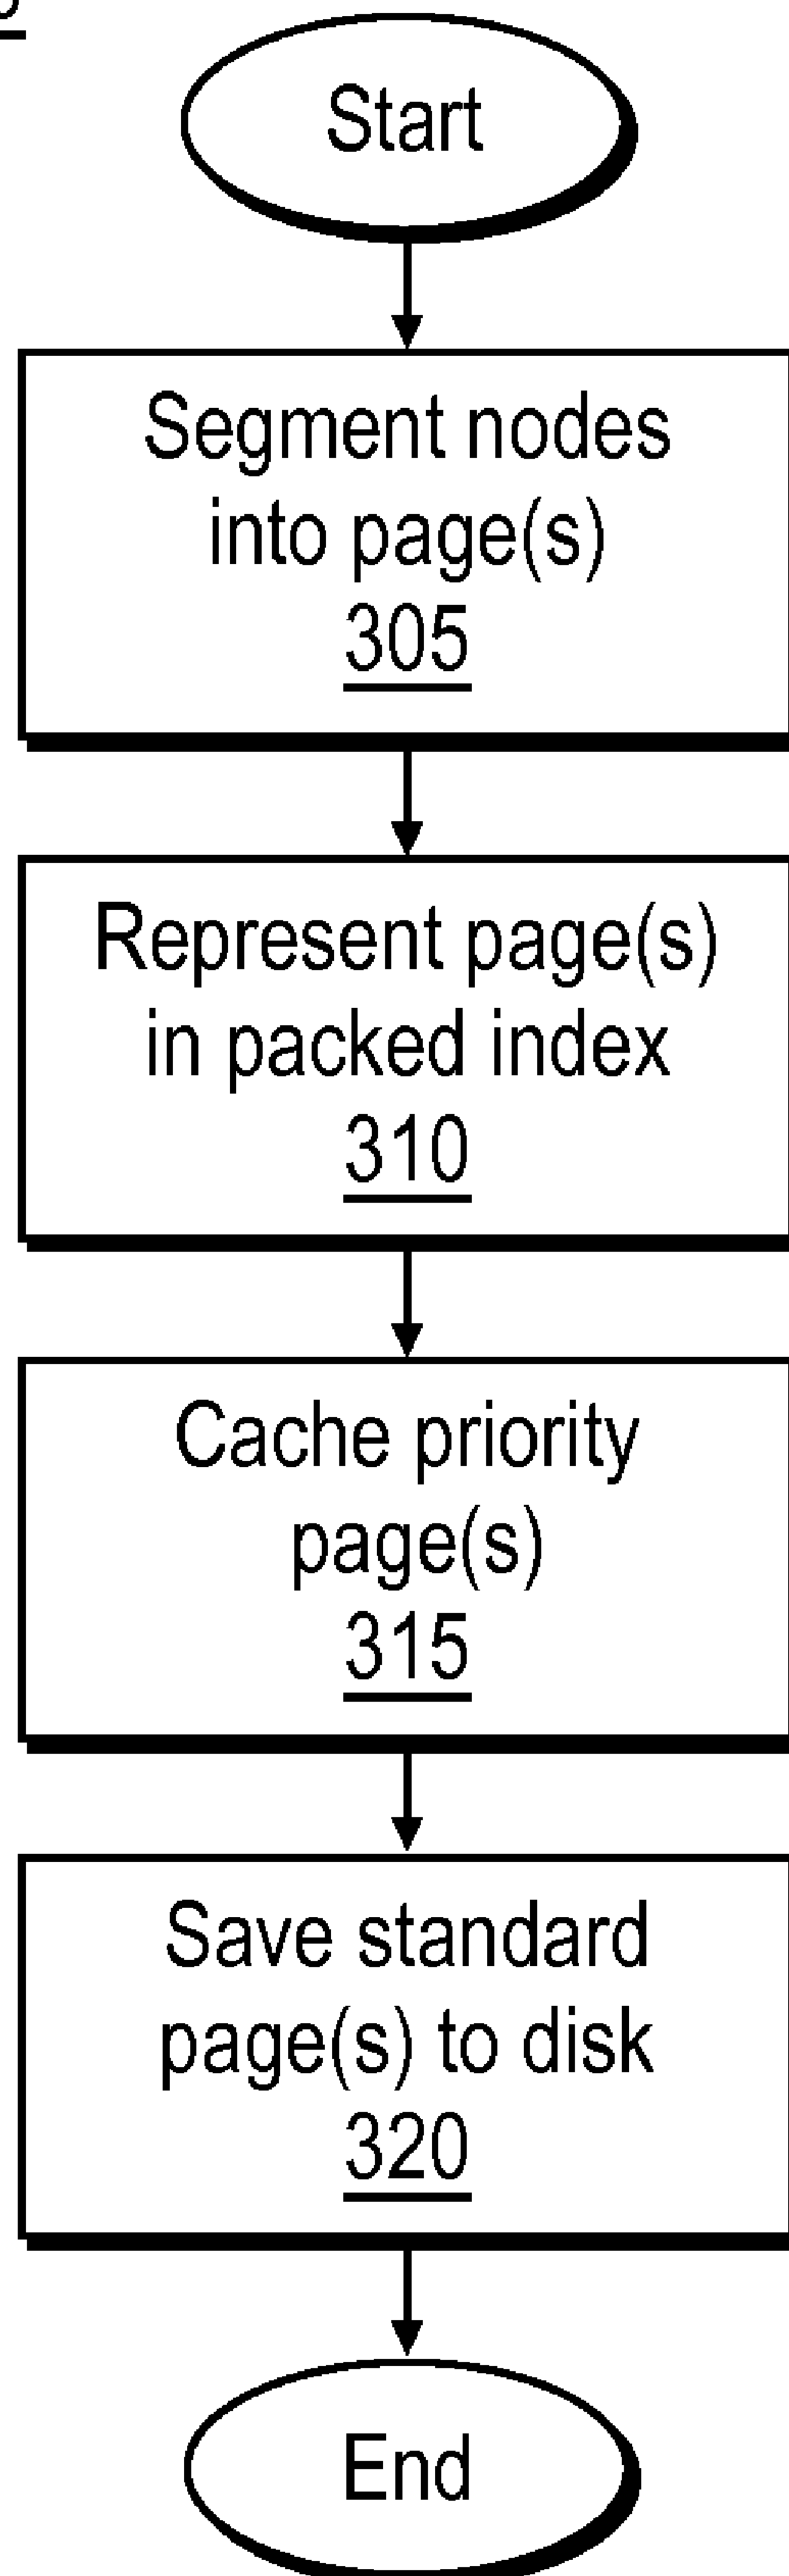 Start
Segment nodes
into page(s)
305
Represent page(s)
in packed index
310
Cache priority
page(s)
315
Save standard
page(s) to disk
320
End